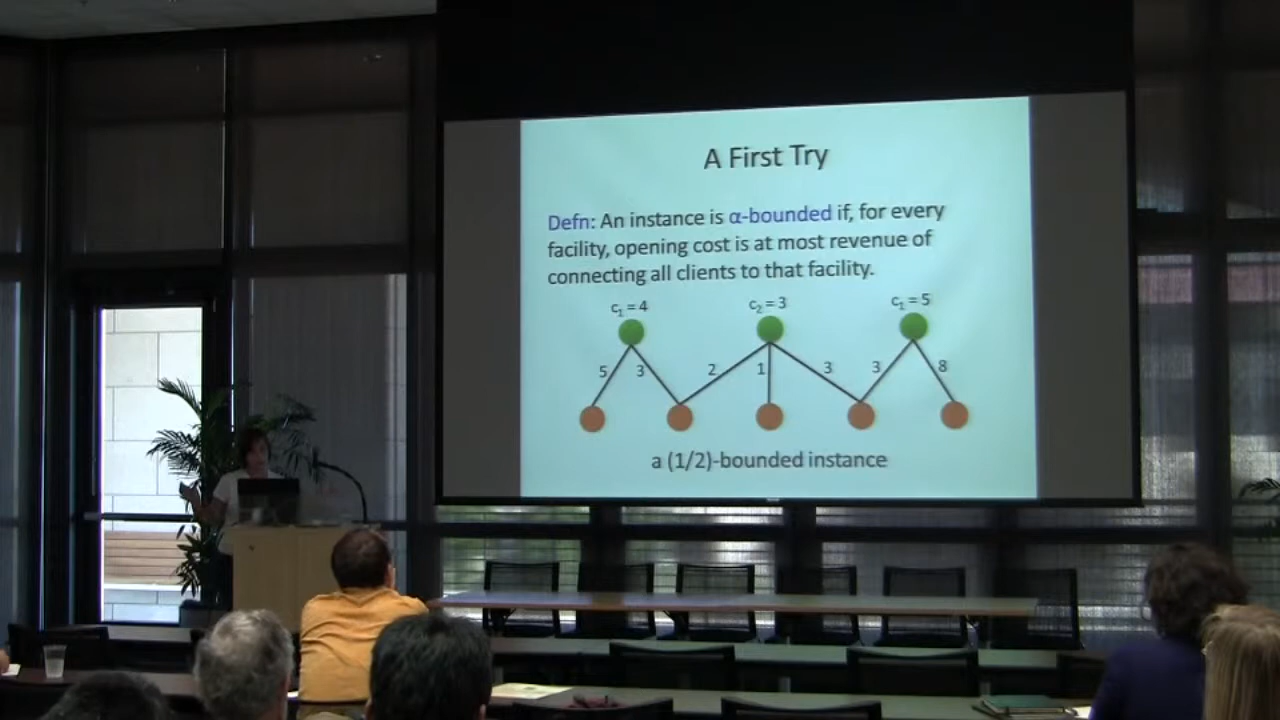 A First Try
Defn: An instance is α-bounded if, for every
facility, opening cost is at most revenue of
connecting all clients to that facility.
c₁ = 4 c₂ = 3 c₁ = 5
5 3 2 1 3 3 8
a (1/2)-bounded instance